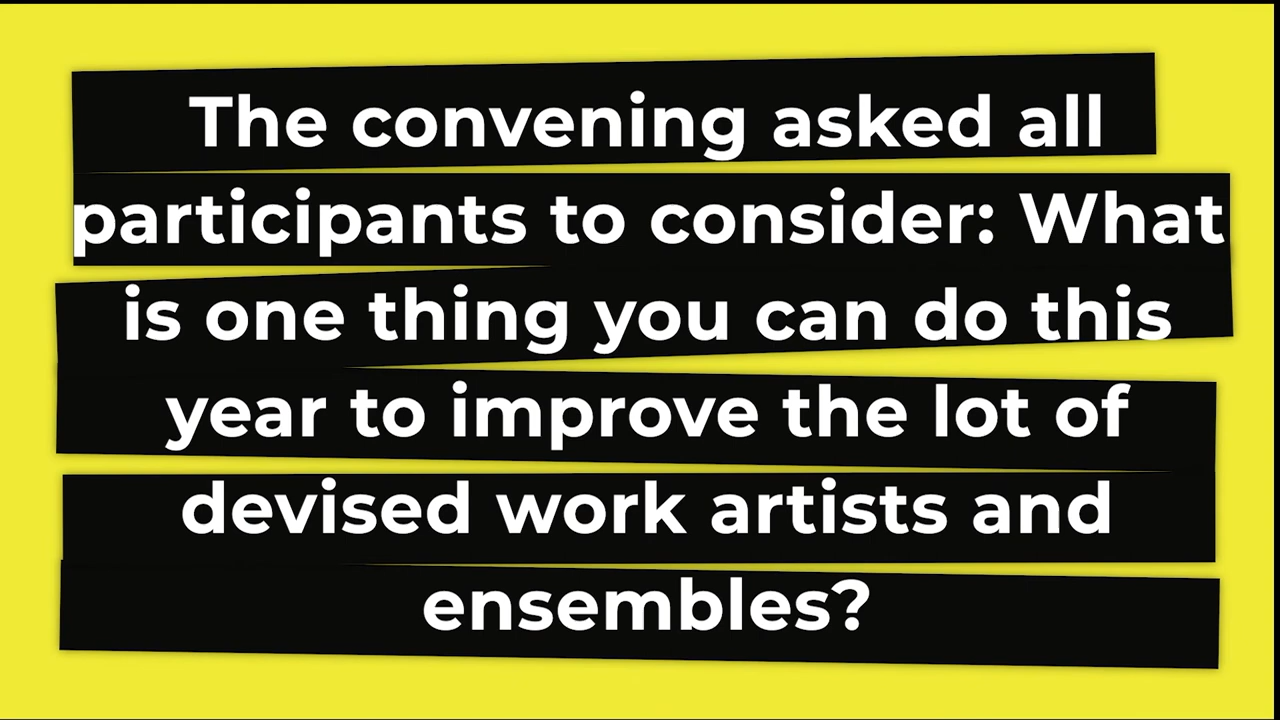 The convening asked all
participants to consider: What
is one thing you can do this
year to improve the lot of
devised work artists and
ensembles?